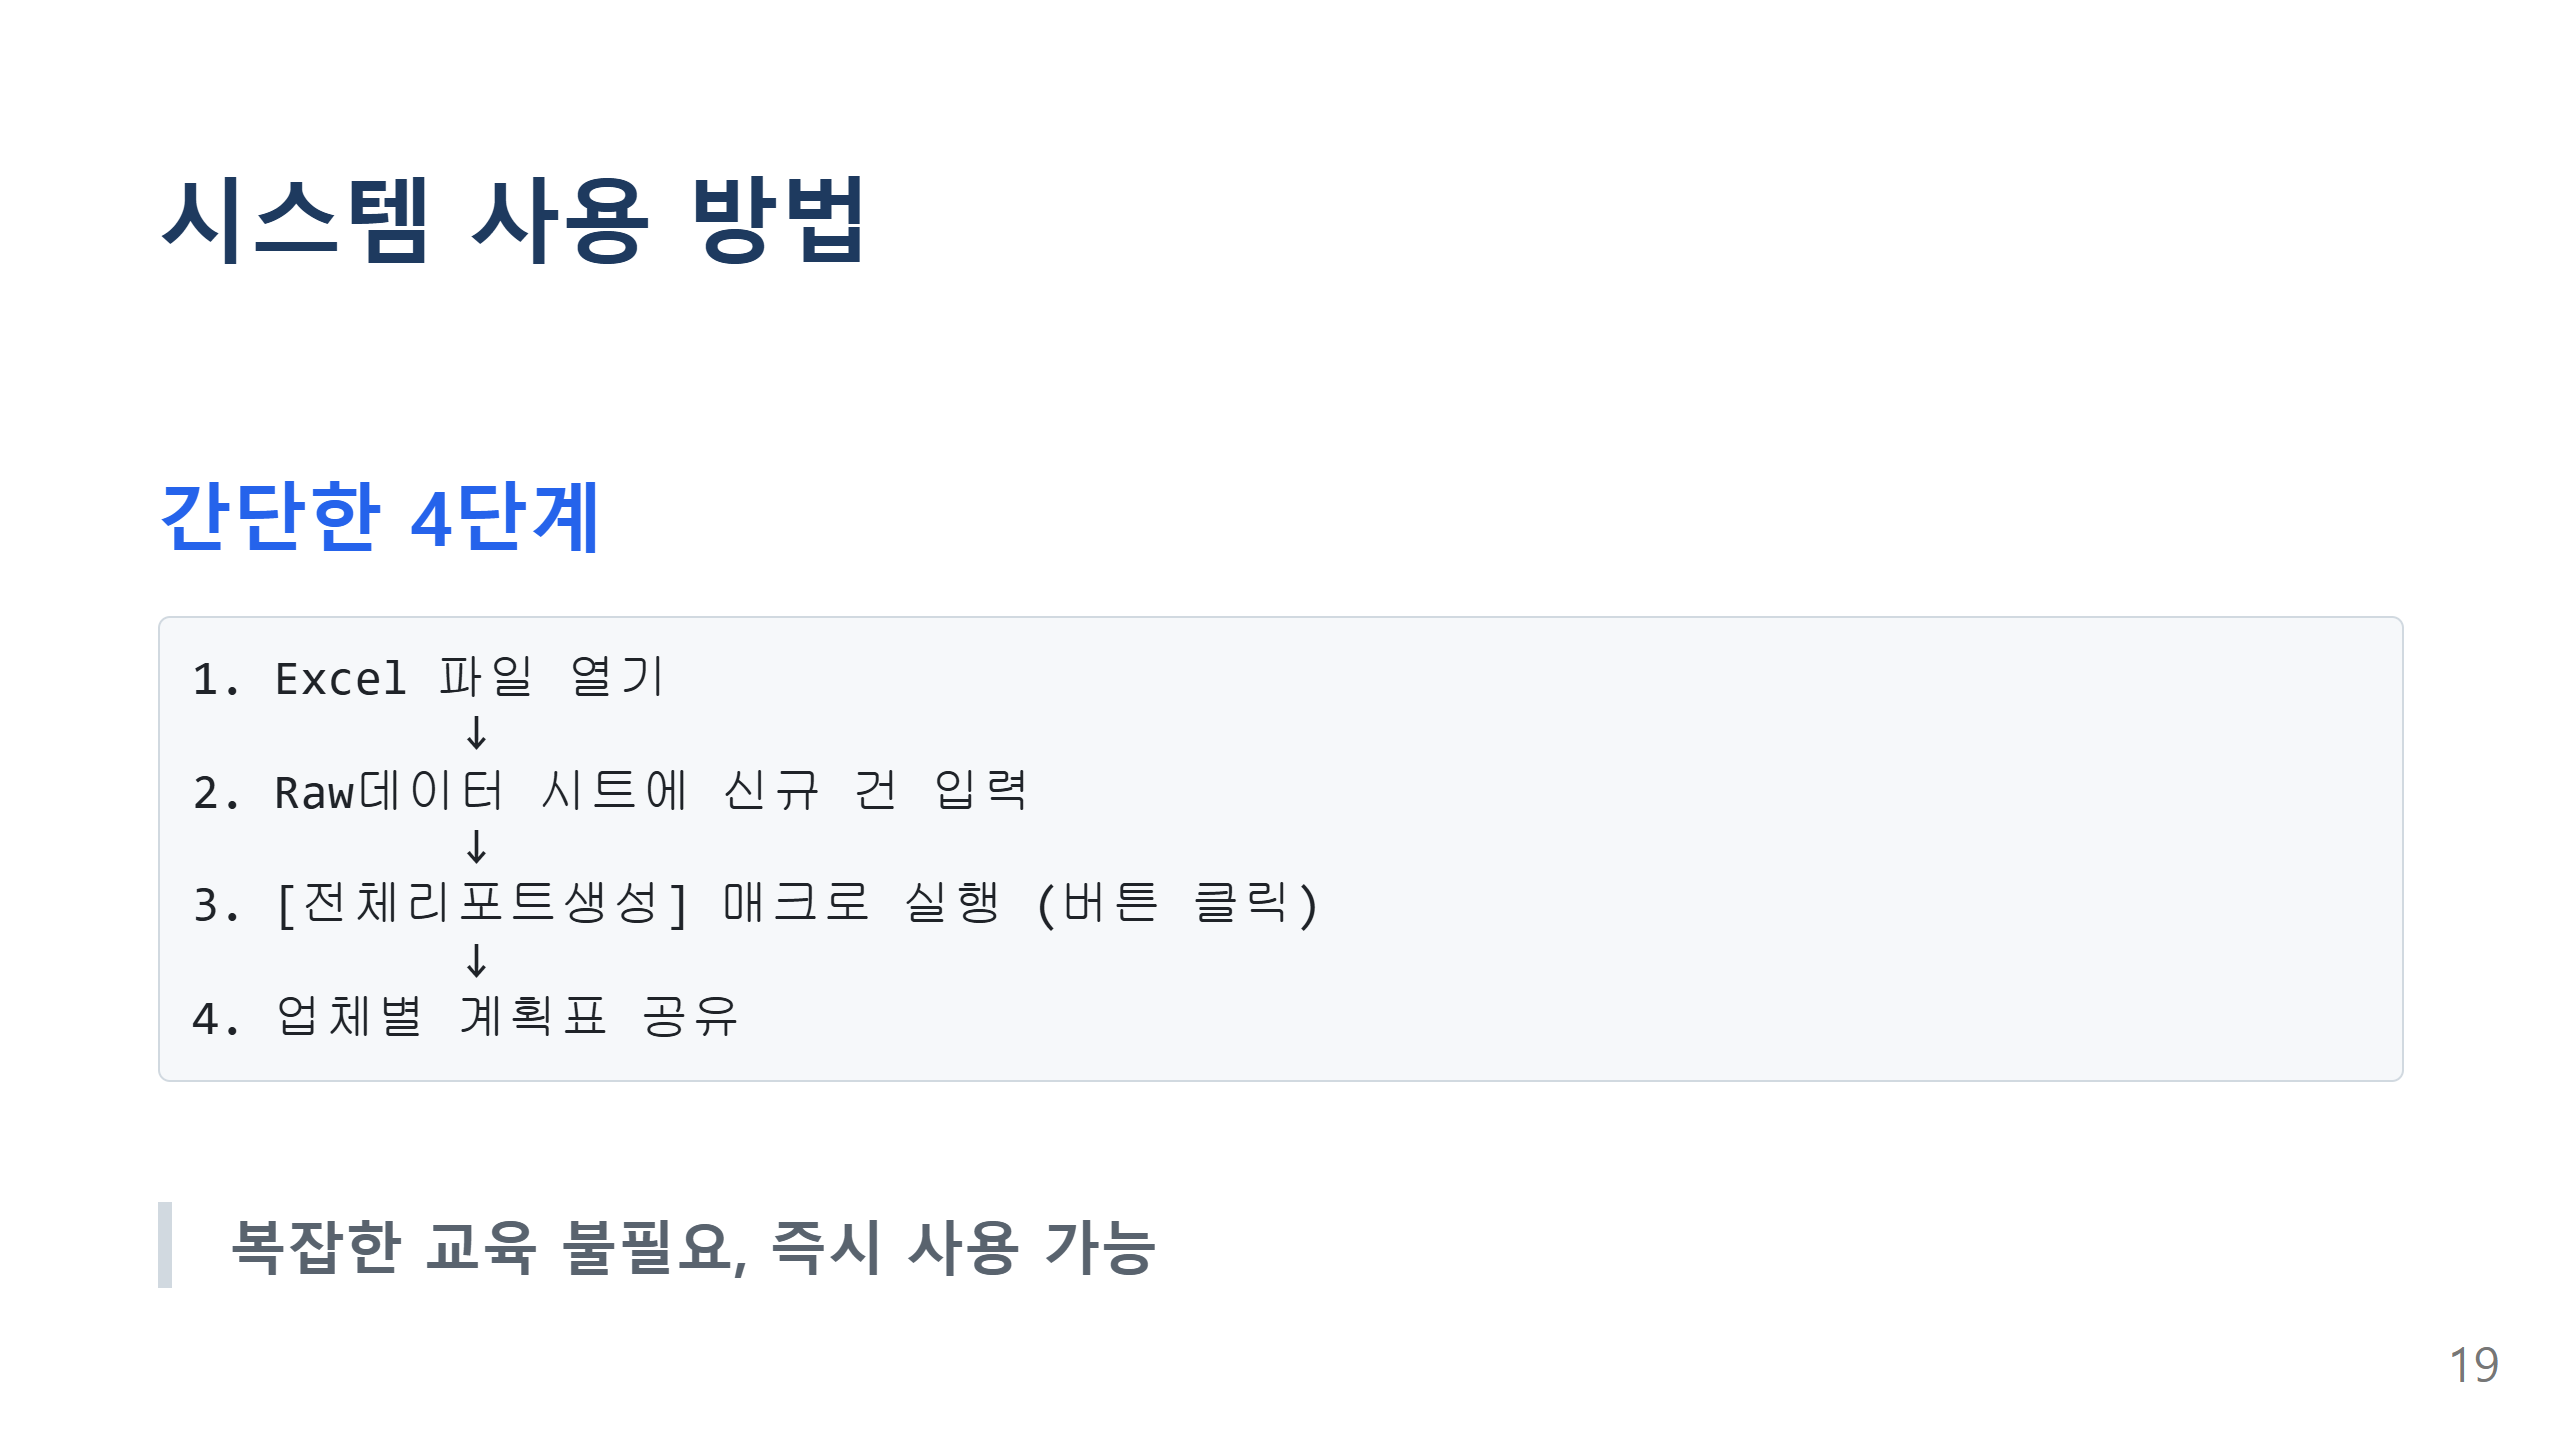 시스템 사용 방법
간단한 4단계
1. Excel 파일 열기
↓
2. Raw데이터 시트에 신규 건 입력
↓
3. [전체리포트생성] 매크로 실행 (버튼 클릭)
↓
4. 업체별 계획표 공유
복잡한 교육 불필요, 즉시 사용 가능
19